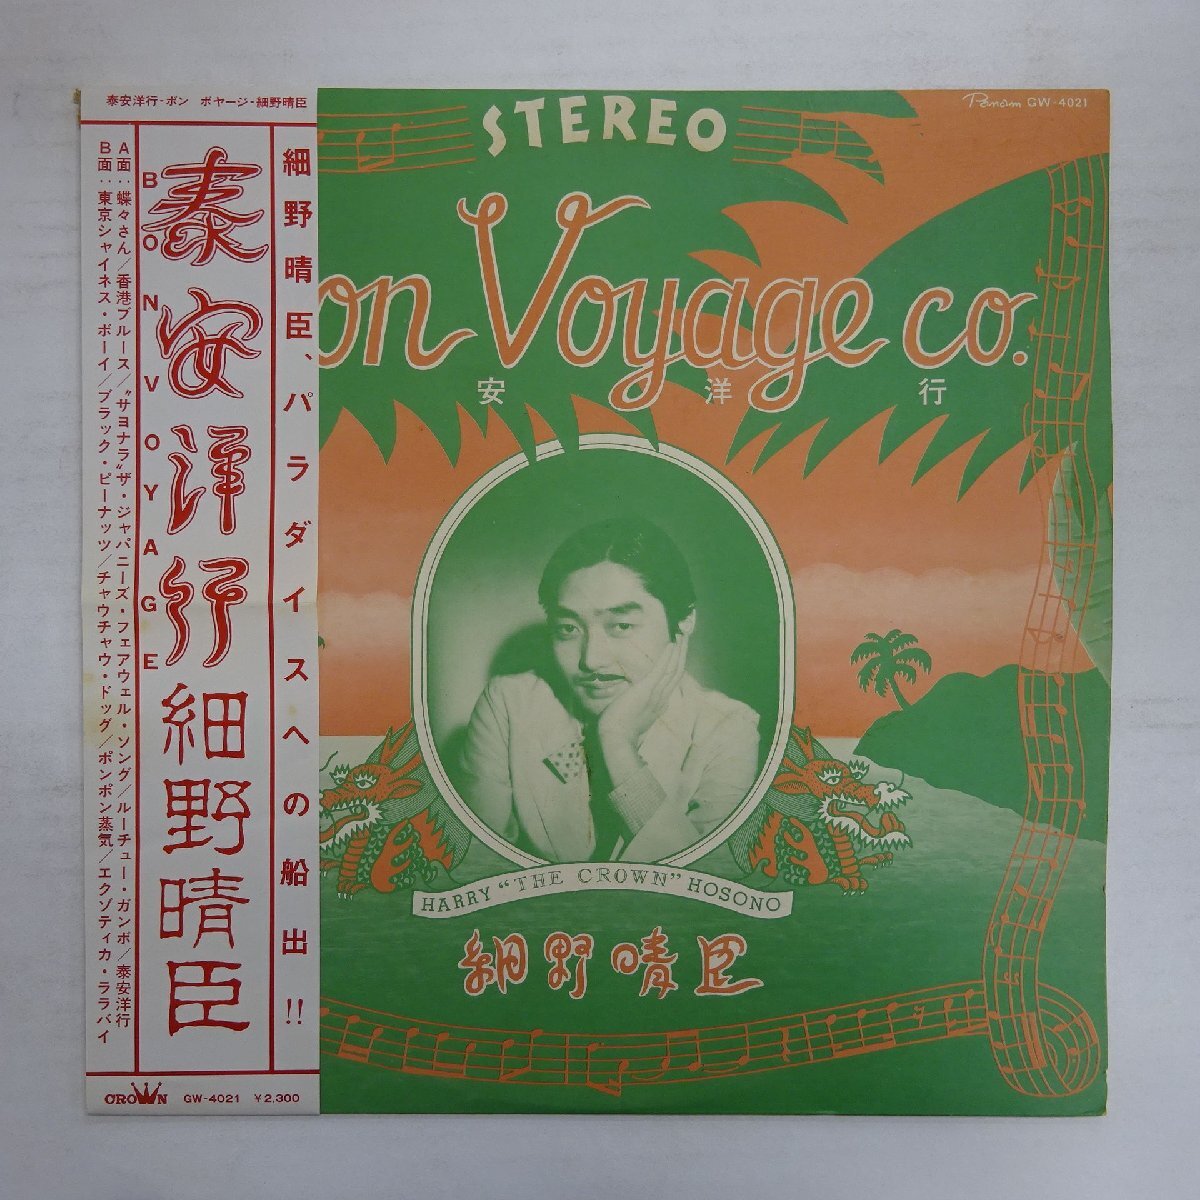 泰安洋行-ボン ボヤージ-細野晴臣
細野晴臣、パラダイスへの船出!!
泰安洋行 細野晴臣
BON VOYAGE
A面:蝶々さん/香港ブルース/“サヨナラ”ザ・ジャパニーズ・フェアウェル・ソング/ルーチュー・ガンボ/泰安洋行
B面:東京シャイネス・ボーイ/ブラック・ピーナッツ/チャウチャウ・ドッグ/ポンポン蒸気/エクゾティカ・ララバイ
CROWN GW-4021 ¥2,300
Panam GW-4021
STEREO
on Voyage co.
安洋行
HARRY “THE CROWN” HOSONO
細野晴臣